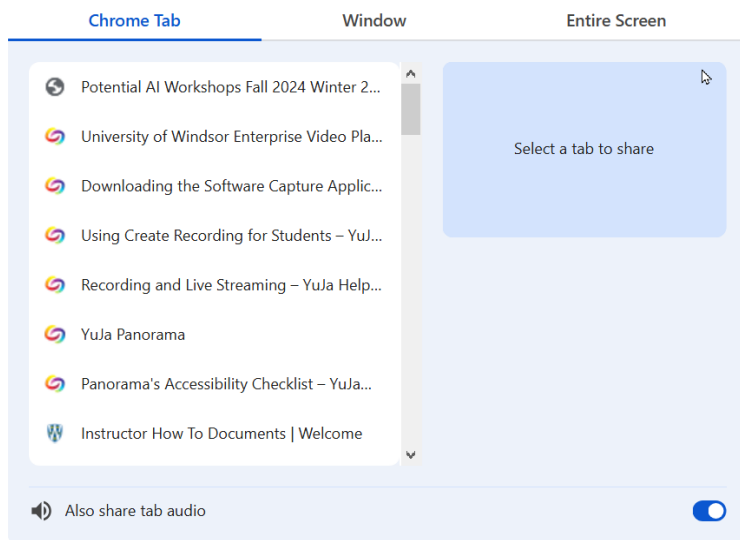 Chrome Tab Window Entire Screen
Potential AI Workshops Fall 2024 Winter 2...
University of Windsor Enterprise Video Pla...
Downloading the Software Capture Applic...
Using Create Recording for Students – YuJ...
Recording and Live Streaming – YuJa Help...
YuJa Panorama
Panorama's Accessibility Checklist – YuJa...
Instructor How To Documents | Welcome
Select a tab to share
Also share tab audio